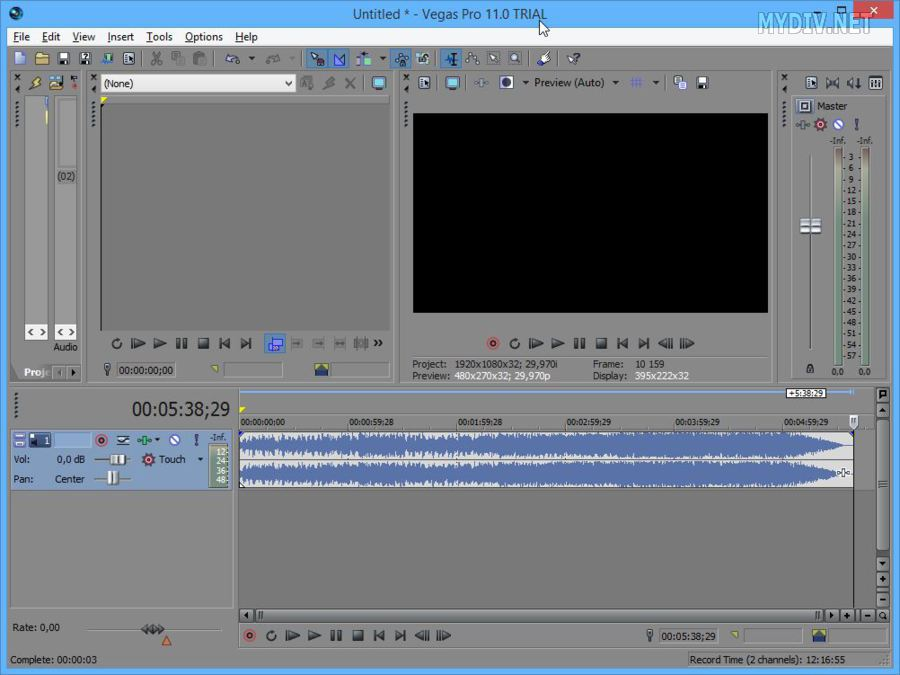 Untitled * - Vegas Pro 11.0 TRIAL
MYDIV.NET
File Edit View Insert Tools Options Help
(None)
Preview (Auto)
Master
-Inf. -Inf.
3
6
9
12
15
18
21
24
27
30
33
36
39
42
45
48
51
54
57
0,0 0,0
(02)
Audio
Proje
00:00:00;00
Project: 1920x1080x32; 29,970i
Preview: 480x270x32; 29,970p
Frame: 10 159
Display: 395x222x32
+5:38;29
00:05:38;29
00:00:00;00 00:00:59;28 00:01:59;28 00:02:59;29 00:03:59;29 00:04:59;29
1
-Inf.
Vol: 0,0 dB Touch
Pan: Center
12
24
36
48
Rate: 0,00
00:05:38;29
Complete: 00:00:03
Record Time (2 channels): 12:16:55